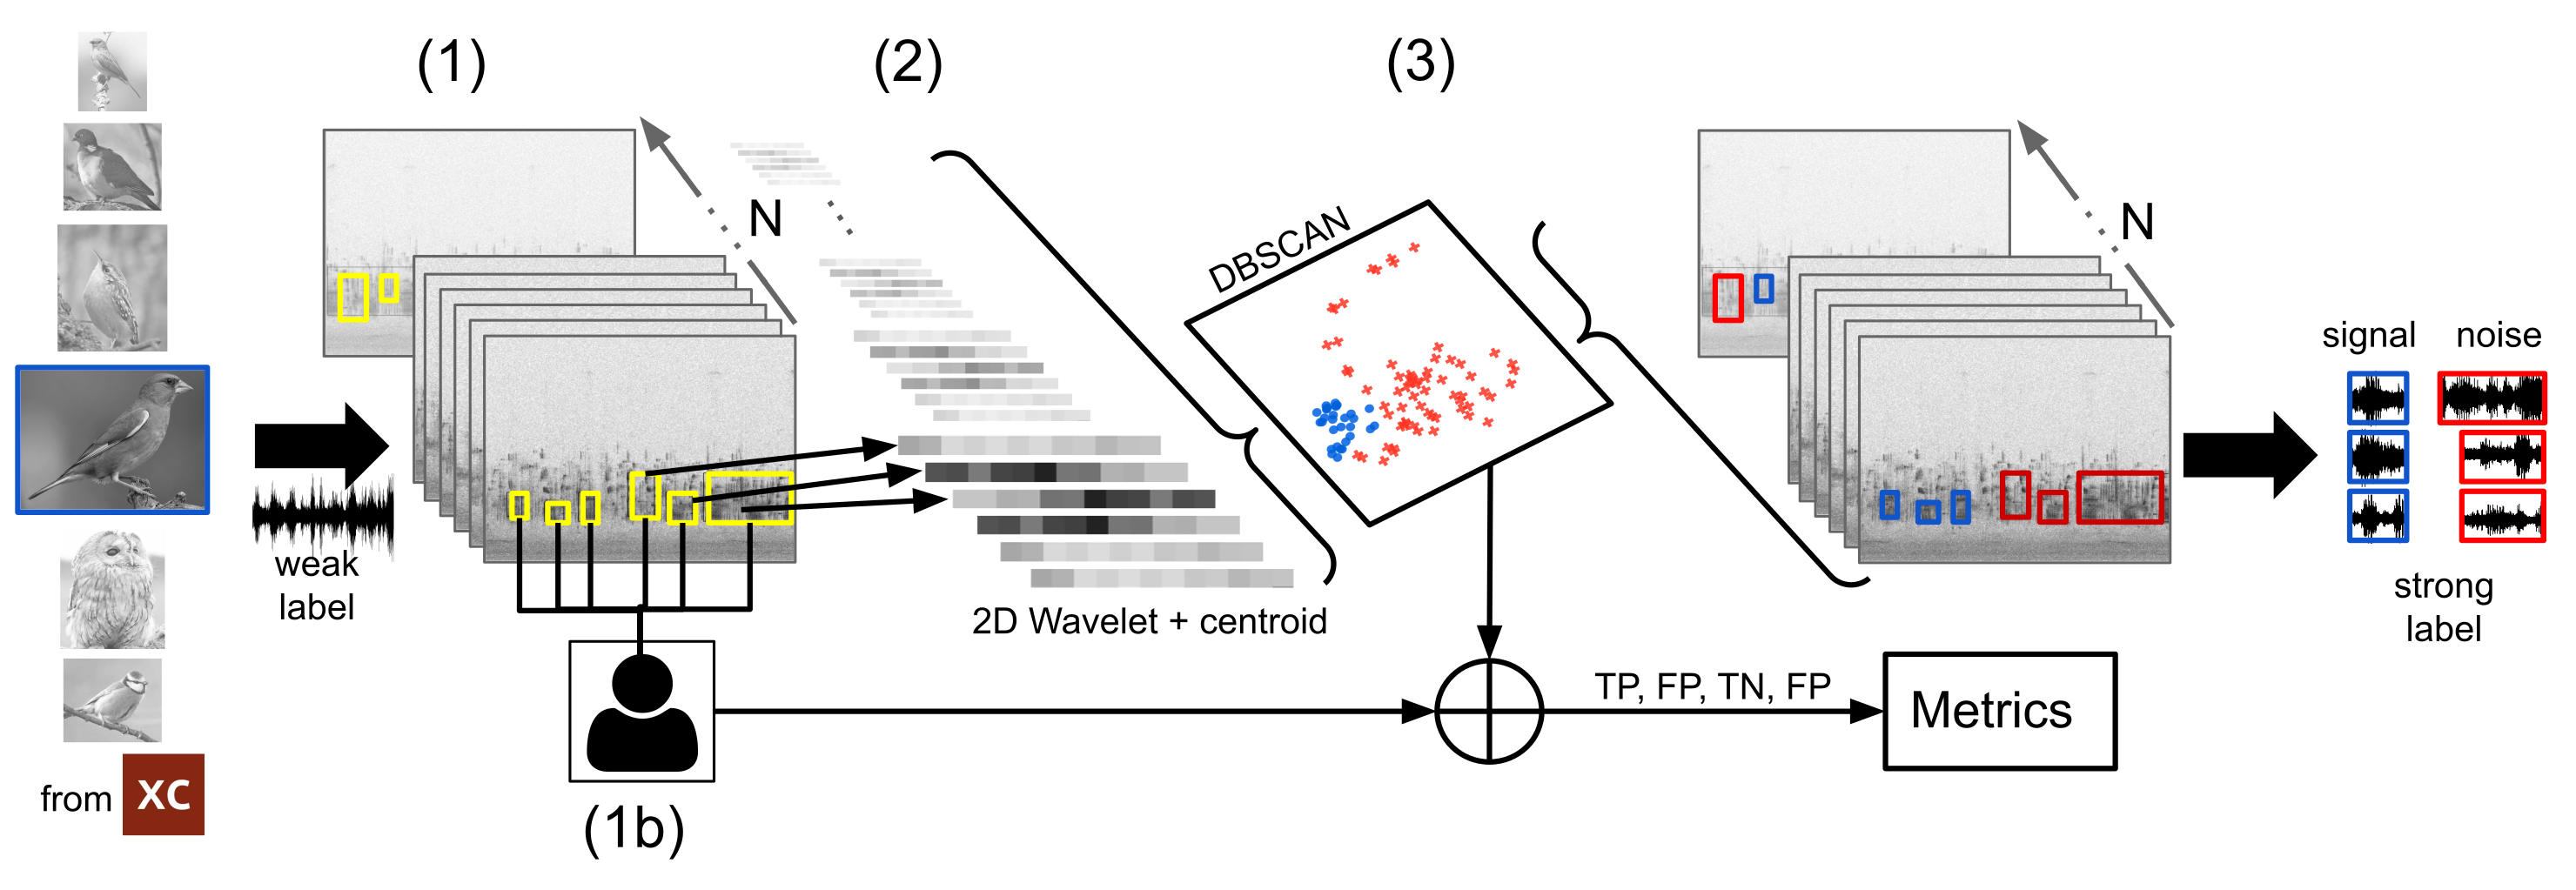 (1)
(2)
(3)
N
DBSCAN
N
signal
noise
weak
label
2D Wavelet + centroid
strong
label
TP, FP, TN, FP
Metrics
from XC
(1b)